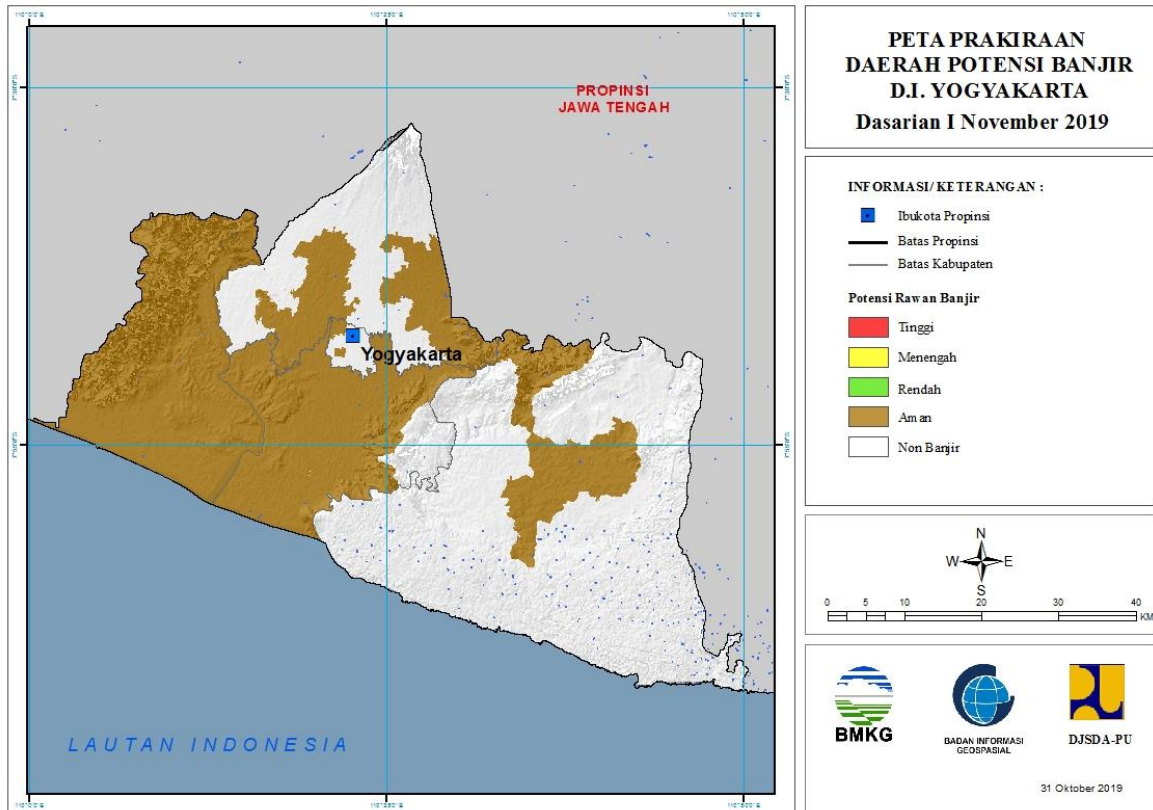 PETA PRAKIRAAN
DAERAH POTENSI BANJIR
D.I. YOGYAKARTA
Dasarian I November 2019
PROPINSI
JAWA TENGAH
Yogyakarta
LAUTAN INDONESIA
INFORMASI/ KETERANGAN :
Ibukota Propinsi
Batas Propinsi
Batas Kabupaten
Potensi Rawan Banjir
Tinggi
Menengah
Rendah
Aman
Non Banjir
N
W E
S
0 5 10 20 30 40
KM
BMKG
BADAN INFORMASI
GEOSPASIAL
DJSDA-PU
31 Oktober 2019